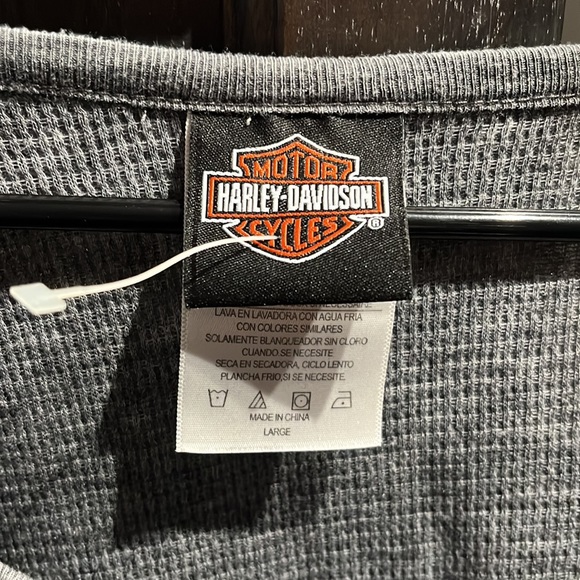 MOTOR
HARLEY-DAVIDSON
CYCLES
®
LAVA EN LAVADORA CON AGUA FRIA
CON COLORES SIMILARES
SOLAMENTE BLANQUEADOR SIN CLORO
CUANDO SE NECESITE
SECA EN SECADORA, CICLO LENTO
PLANCHA FRIO, SI SE NECESITE.
MADE IN CHINA
LARGE